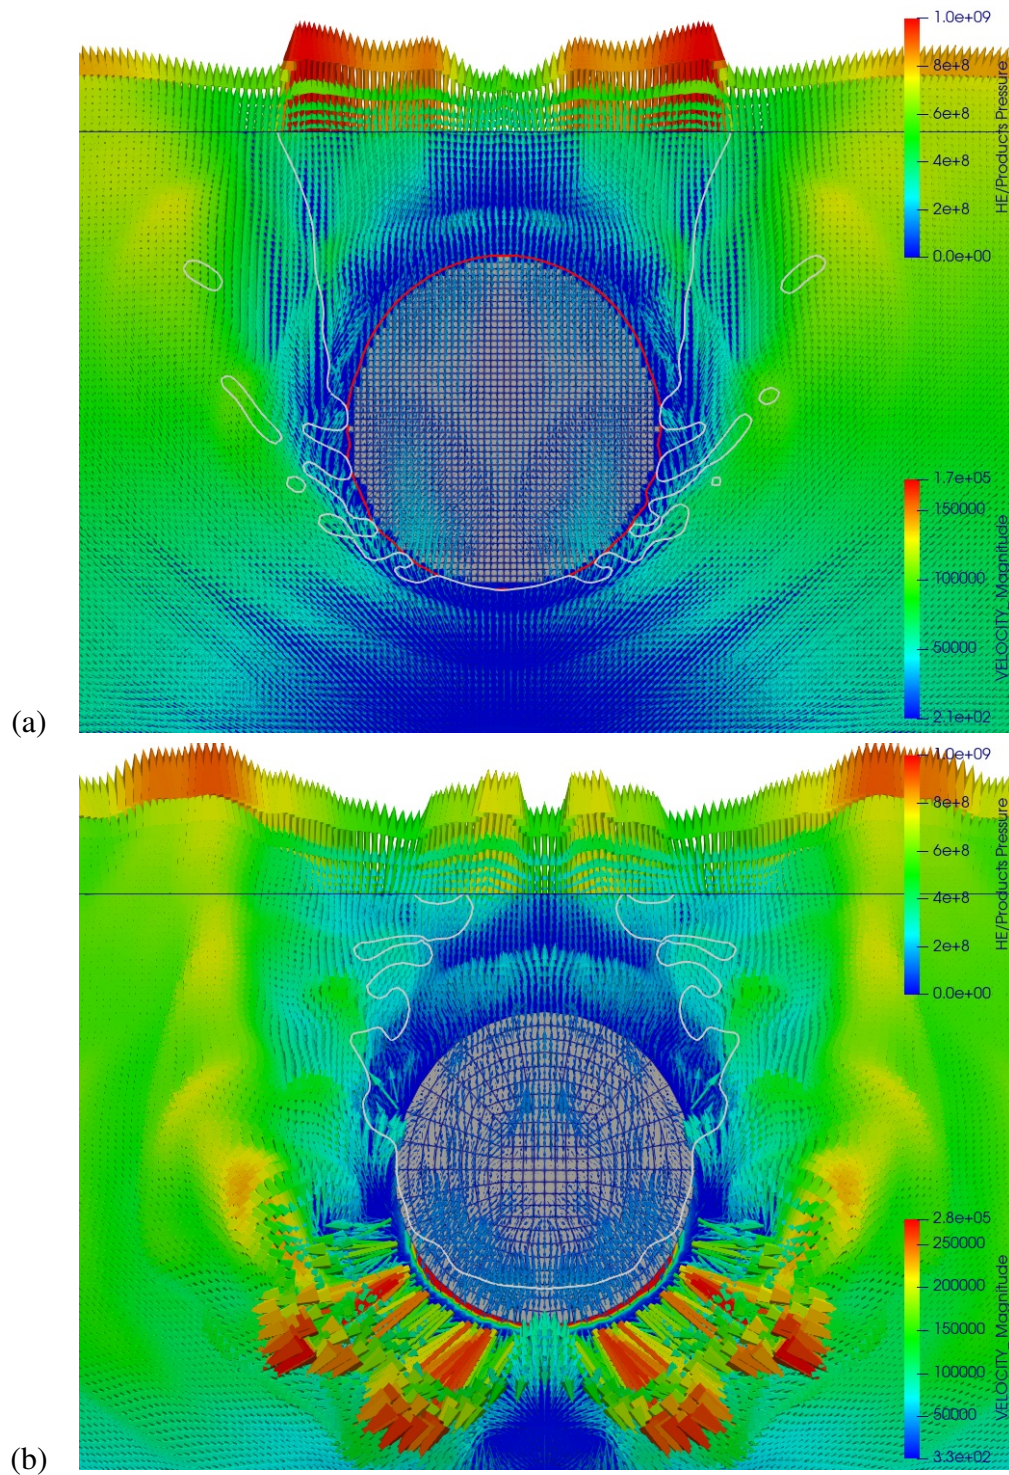 1.0e+09
8e+8
6e+8
4e+8
2e+8
0.0e+00
HE/Products Pressure
1.7e+05
150000
100000
50000
2.1e+02
VELOCITY_Magnitude
(a)
1.0e+09
8e+8
6e+8
4e+8
2e+8
0.0e+00
HE/Products Pressure
2.8e+05
250000
200000
150000
100000
50000
3.3e+02
VELOCITY_Magnitude
(b)